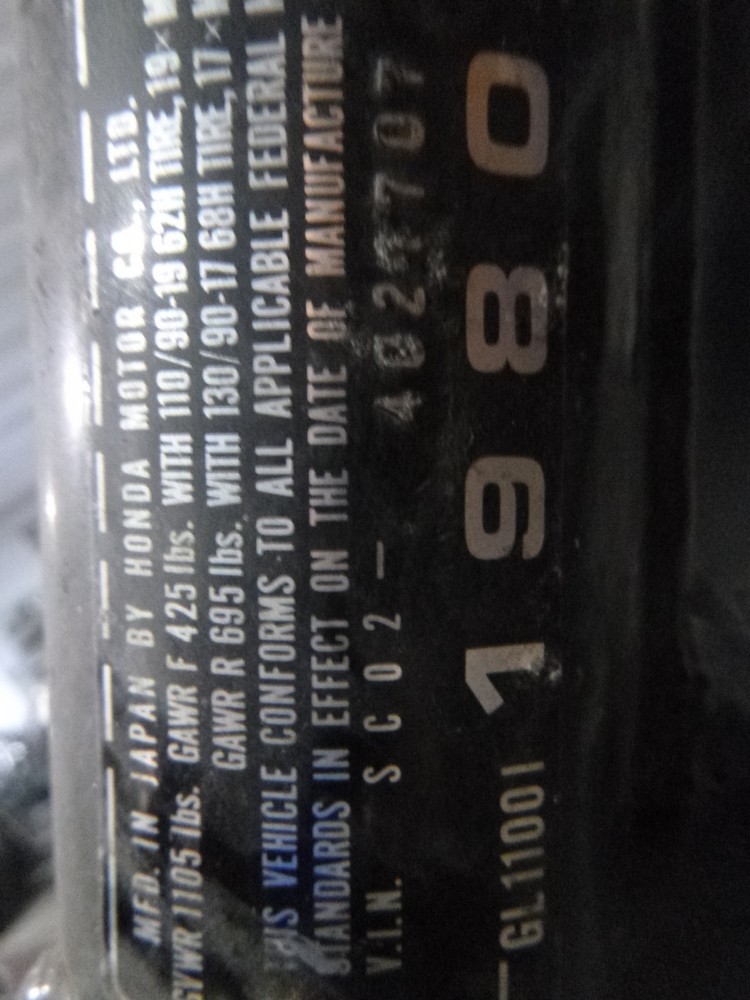 MFD. IN JAPAN BY HONDA MOTOR CO., LTD.
GVWR 1105 lbs. GAWR F 425 lbs. WITH 110/90-19 62H TIRE, 19×
GAWR R 695 lbs. WITH 130/90-17 68H TIRE, 17×
THIS VEHICLE CONFORMS TO ALL APPLICABLE FEDERAL
STANDARDS IN EFFECT ON THE DATE OF MANUFACTURE
V.I.N. SC02-
GL1100I 1980